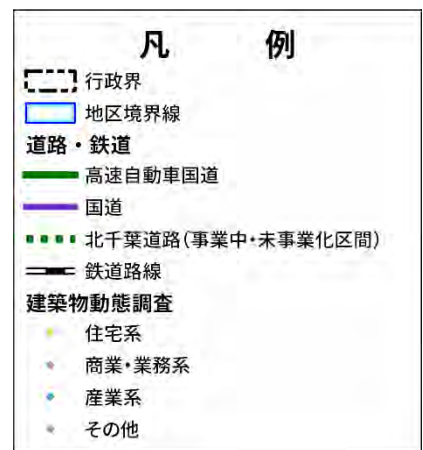 凡 例
行政界
地区境界線
道路・鉄道
高速自動車国道
国道
北千葉道路(事業中・未事業化区間)
鉄道路線
建築物動態調査
住宅系
商業・業務系
産業系
その他